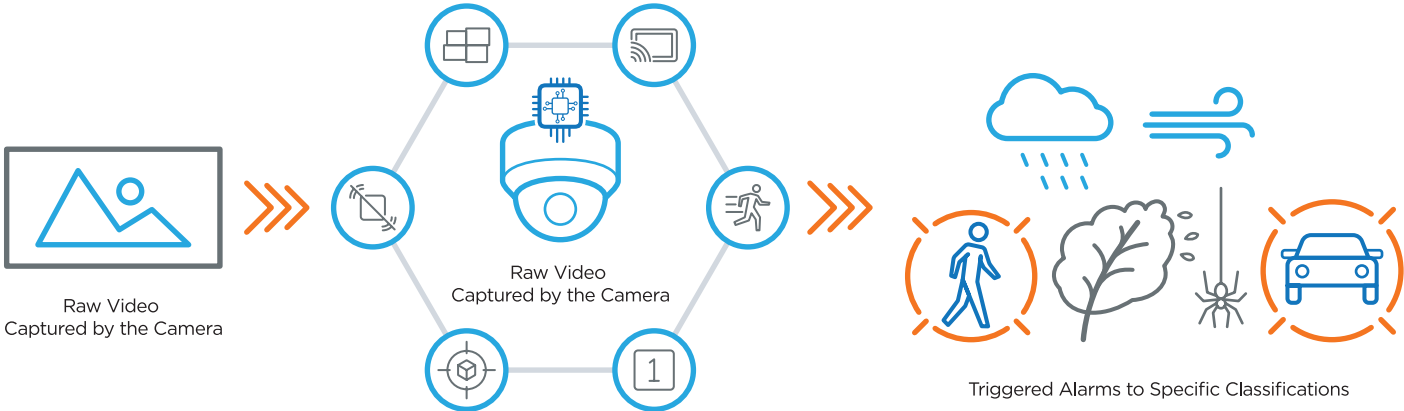 Raw Video
Captured by the Camera
Raw Video
Captured by the Camera
1
Triggered Alarms to Specific Classifications